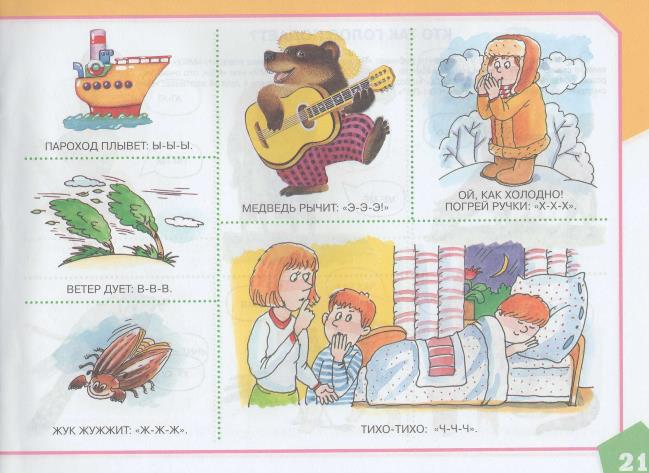 ПАРОХОД ПЛЫВЕТ: Ы-Ы-Ы.
МЕДВЕДЬ РЫЧИТ: «Э-Э-Э!»
ОЙ, КАК ХОЛОДНО!
ПОГРЕЙ РУЧКИ: «Х-Х-Х».
ВЕТЕР ДУЕТ: В-В-В.
ЖУК ЖУЖЖИТ: «Ж-Ж-Ж».
ТИХО-ТИХО: «Ч-Ч-Ч».
21